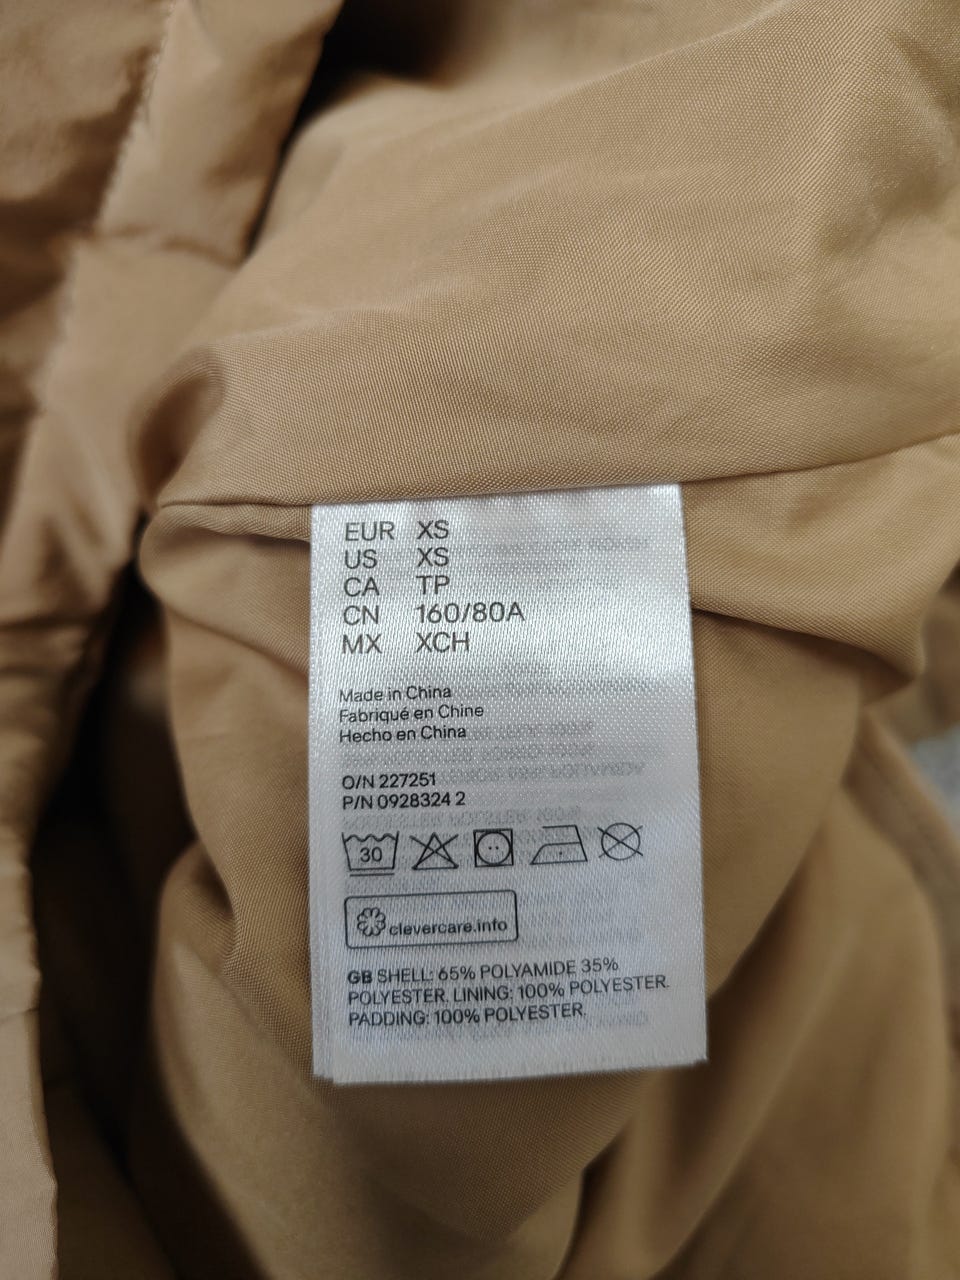 EUR XS
US XS
CA TP
CN 160/80A
MX XCH
Made in China
Fabriqué en Chine
Hecho en China
O/N 227251
P/N 0928324 2
30
clevercare.info
GB SHELL: 65% POLYAMIDE 35%
POLYESTER. LINING: 100% POLYESTER.
PADDING: 100% POLYESTER.